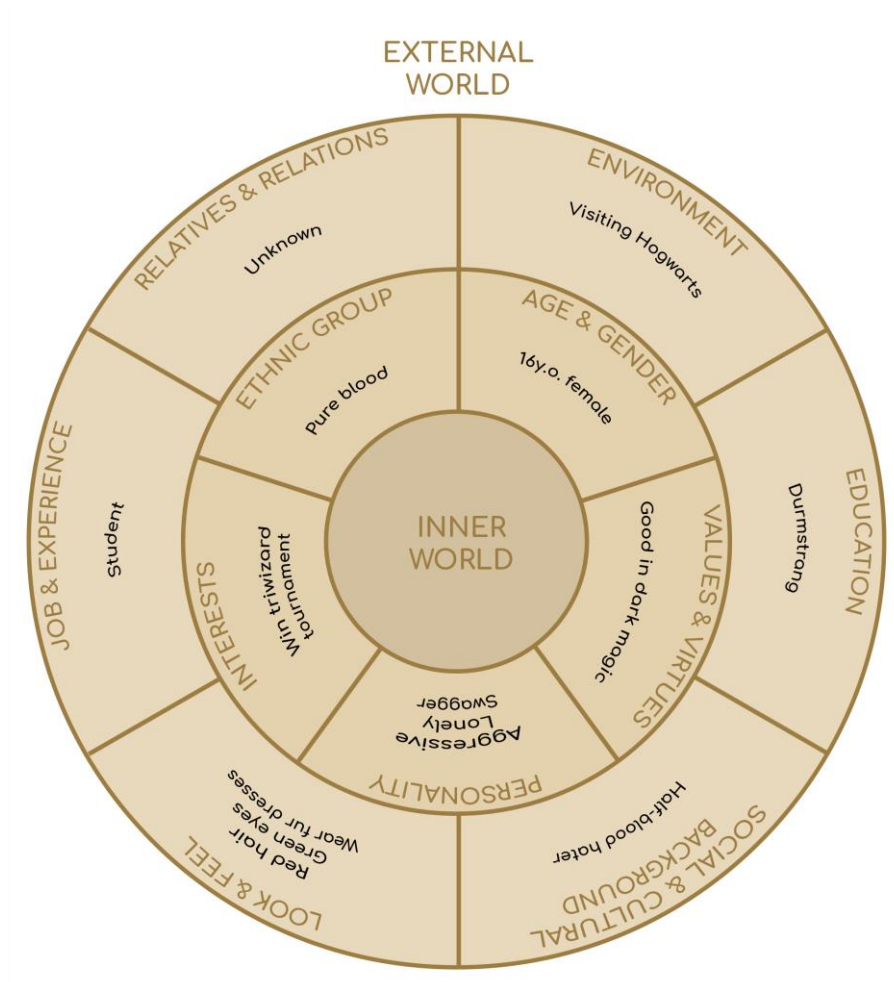 EXTERNAL
WORLD
RELATIVES & RELATIONS
Unknown
ENVIRONMENT
Visiting Hogwarts
ETHNIC GROUP
Pure blood
AGE & GENDER
16y.o. female
JOB & EXPERIENCE
Student
INTERESTS
Win triwizard
tournament
INNER
WORLD
Good in dark magic
VALUES & VIRTUES
Durmstrang
EDUCATION
Swagger
Lonely
Aggressive
PERSONALITY
Wear fur dresses
Green eyes
Red hair
LOOK & FEEL
Half-blood hater
SOCIAL & CULTURAL
BACKGROUND